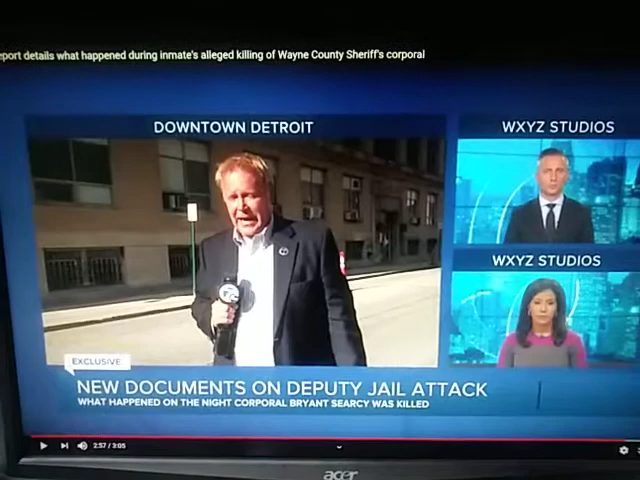 eport details what happened during inmate's alleged killing of Wayne County Sheriff's corporal
DOWNTOWN DETROIT
WXYZ STUDIOS
WXYZ STUDIOS
7
EXCLUSIVE
NEW DOCUMENTS ON DEPUTY JAIL ATTACK
WHAT HAPPENED ON THE NIGHT CORPORAL BRYANT SEARCY WAS KILLED
2:57 / 3:05
acer